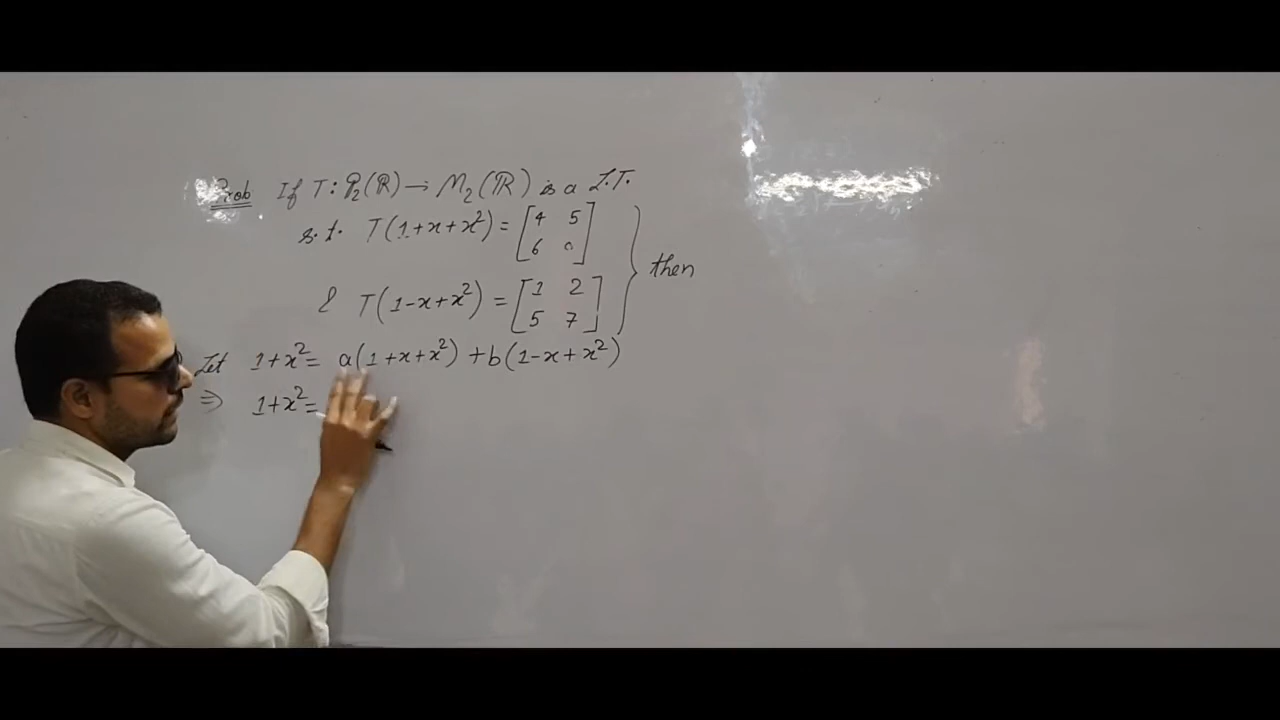 Prob If T: P₂(R) → M₂(R) is a L.T.
s.t. T(1+x+x²) = [4 5
6 0]
& T(1-x+x²) = [1 2
5 7] } then
Let 1+x² = a(1+x+x²) + b(1-x+x²)
⇒ 1+x² =